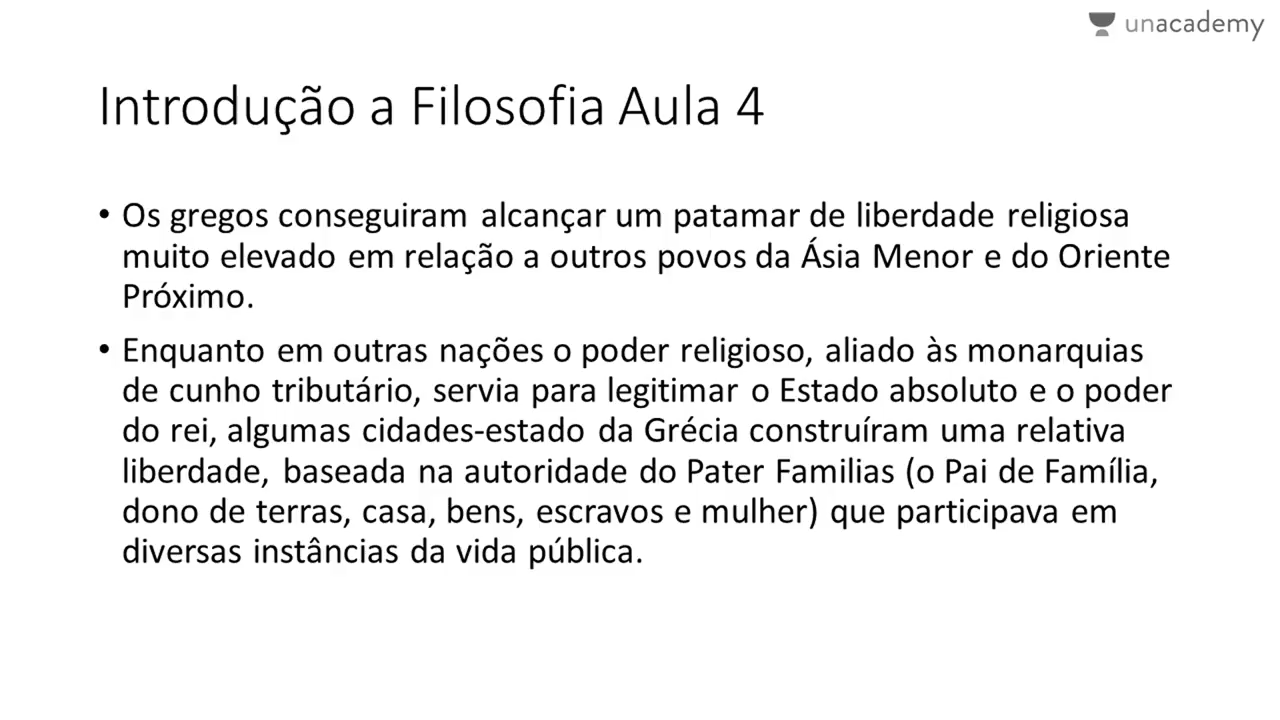 unacademy
Introdução a Filosofia Aula 4
• Os gregos conseguiram alcançar um patamar de liberdade religiosa
muito elevado em relação a outros povos da Ásia Menor e do Oriente
Próximo.
• Enquanto em outras nações o poder religioso, aliado às monarquias
de cunho tributário, servia para legitimar o Estado absoluto e o poder
do rei, algumas cidades-estado da Grécia construíram uma relativa
liberdade, baseada na autoridade do Pater Familias (o Pai de Família,
dono de terras, casa, bens, escravos e mulher) que participava em
diversas instâncias da vida pública.